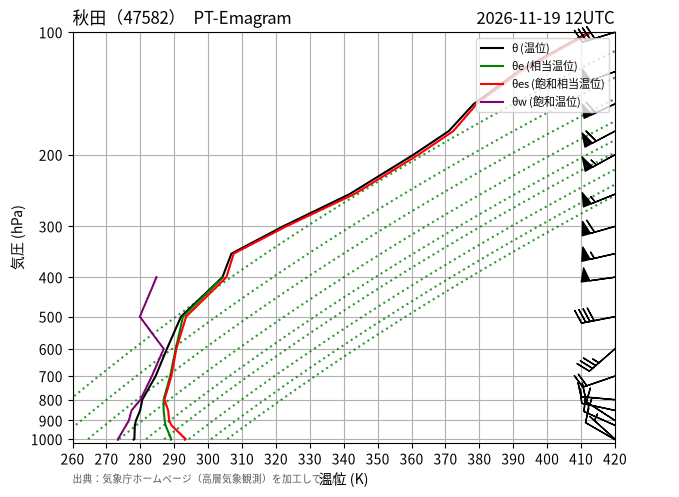 秋田（47582） PT-Emagram
2026-11-19 12UTC
θ (温位)
θe (相当温位)
θes (飽和相当温位)
θw (飽和温位)
気圧 (hPa)
100
200
300
400
500
600
700
800
900
1000
260 270 280 290 300 310 320 330 340 350 360 370 380 390 400 410 420
温位 (K)
出典：気象庁ホームページ（高層気象観測）を加工して